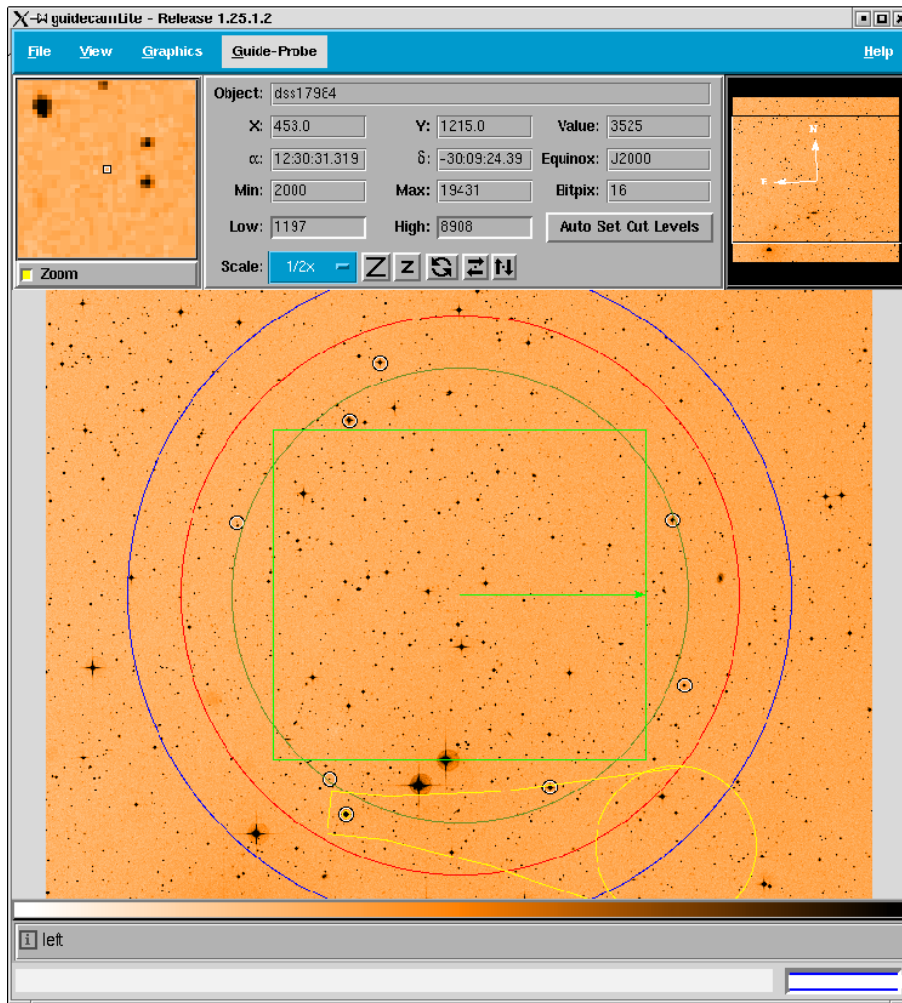 guidecamLite - Release 1.25.1.2
File View Graphics Guide-Probe Help
Object: dss17984
X: 453.0 Y: 1215.0 Value: 3525
α: 12:30:31.319 δ: -30:09:24.39 Equinox: J2000
Min: 2000 Max: 19431 Bitpix: 16
Low: 1197 High: 8908 Auto Set Cut Levels
Scale: 1/2x Z z
Zoom
N
E
i left